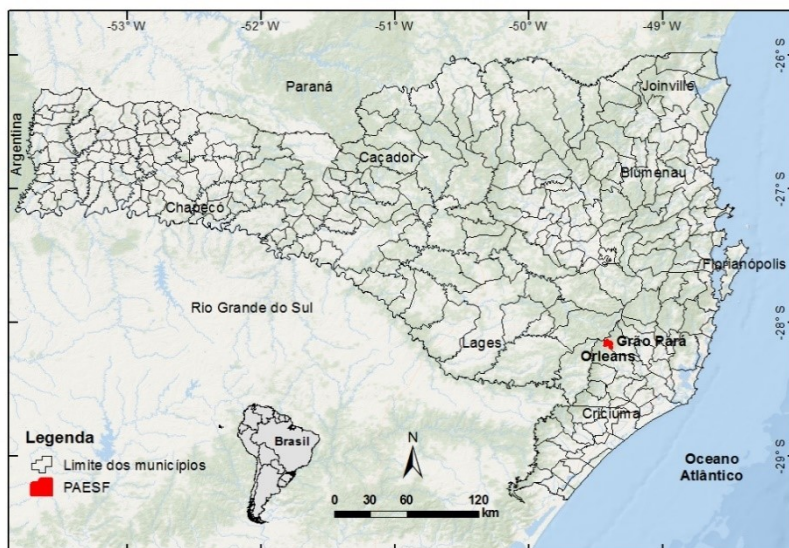 -53° W -52° W -51° W -50° W -49° W
-26° S
Paraná
Joinville
Argentina
Caçador
Blumenau
-27° S
Chapecó
Florianópolis
Rio Grande do Sul
-28° S
Lages
Grão Pará
Orleans
Criciúma
Legenda
Limite dos municípios
PAESF
Brasil
N
0 30 60 120
km
Oceano
Atlântico
-29° S